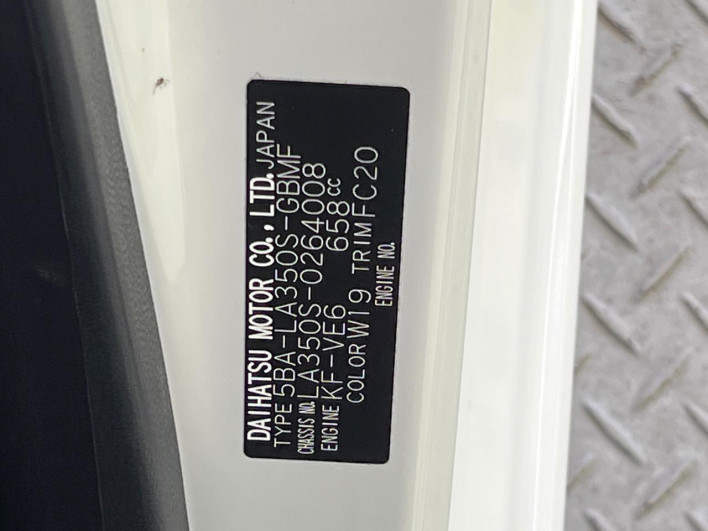 DAIHATSU MOTOR CO., LTD. JAPAN
TYPE 5BA-LA350S-GBMF
CHASSIS NO. LA350S-0264008
ENGINE KF-VE6 658cc
COLOR W19 TRIM FC20
ENGINE NO.